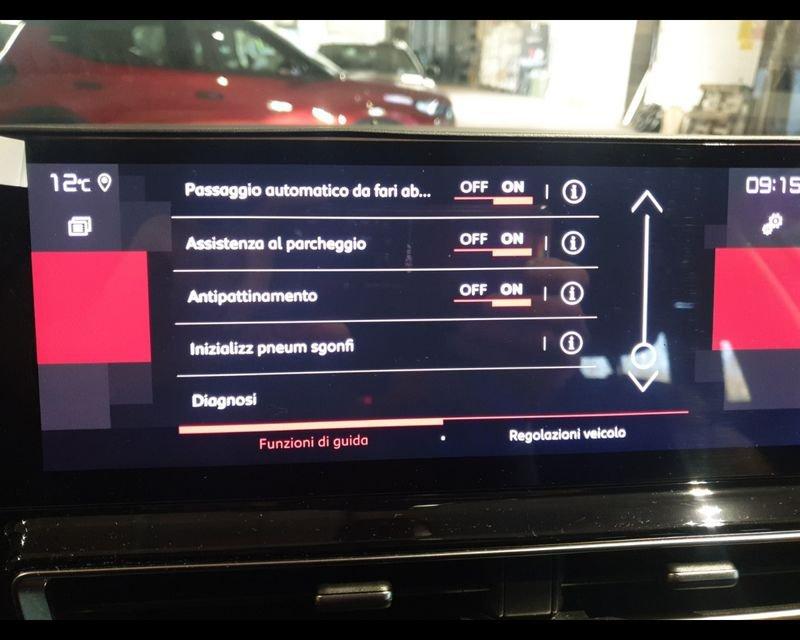 12°C
09:15
Passaggio automatico da fari ab... OFF ON
Assistenza al parcheggio OFF ON
Antipattinamento OFF ON
Inizializz pneum sgonfi
Diagnosi
Funzioni di guida
Regolazioni veicolo